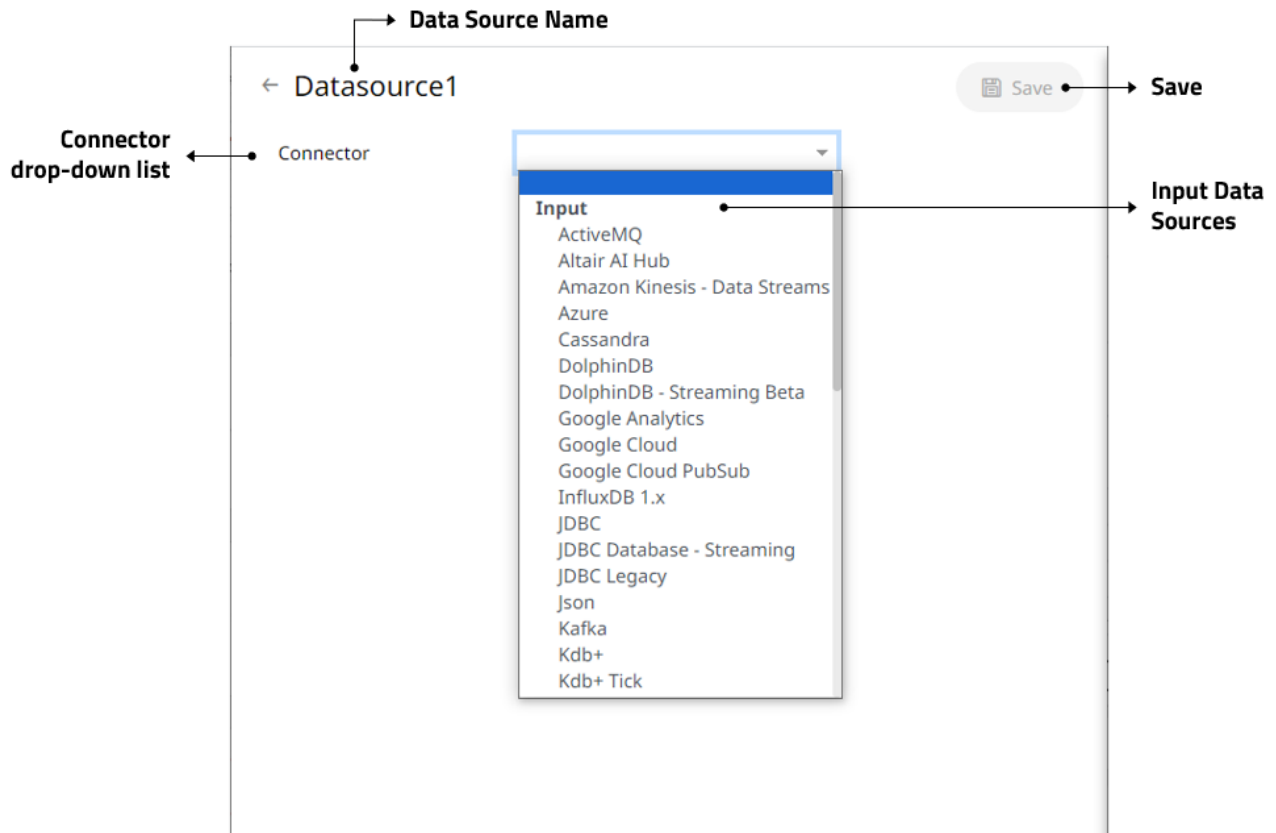 Data Source Name
Datasource1
Save
Save
Connector
drop-down list
Connector
Input Data
Sources
Input
ActiveMQ
Altair AI Hub
Amazon Kinesis - Data Streams
Azure
Cassandra
DolphinDB
DolphinDB - Streaming Beta
Google Analytics
Google Cloud
Google Cloud PubSub
InfluxDB 1.x
JDBC
JDBC Database - Streaming
JDBC Legacy
Json
Kafka
Kdb+
Kdb+ Tick